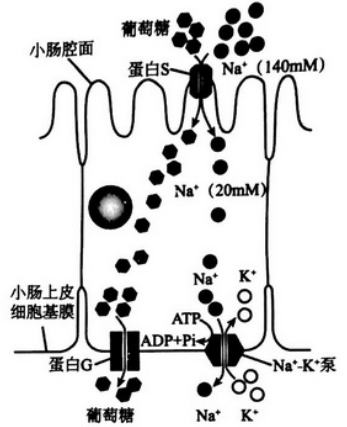 葡萄糖
小肠腔面
蛋白S
Na⁺（140mM）
Na⁺（20mM）
小肠上皮
细胞基膜
Na⁺
K⁺
ATP
ADP+Pi
蛋白G
Na⁺-K⁺泵
葡萄糖
Na⁺
K⁺